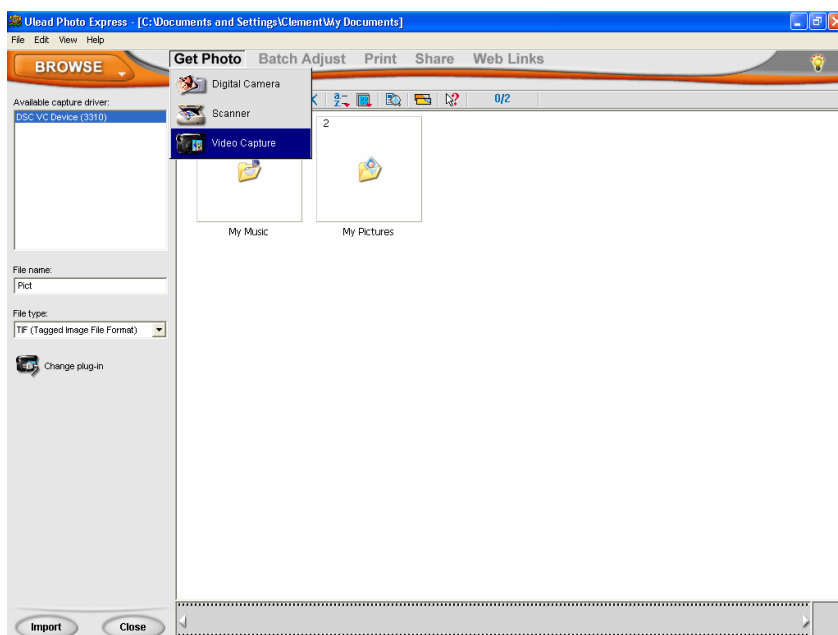 Ulead Photo Express - [C:\Documents and Settings\Clement\My Documents]
File Edit View Help
BROWSE
Get Photo Batch Adjust Print Share Web Links
Digital Camera
Scanner
Video Capture
0/2
Available capture driver:
DSC VC Device (3310)
2
My Music
My Pictures
File name:
Pict
File type:
TIF (Tagged Image File Format)
Change plug-in
Import
Close